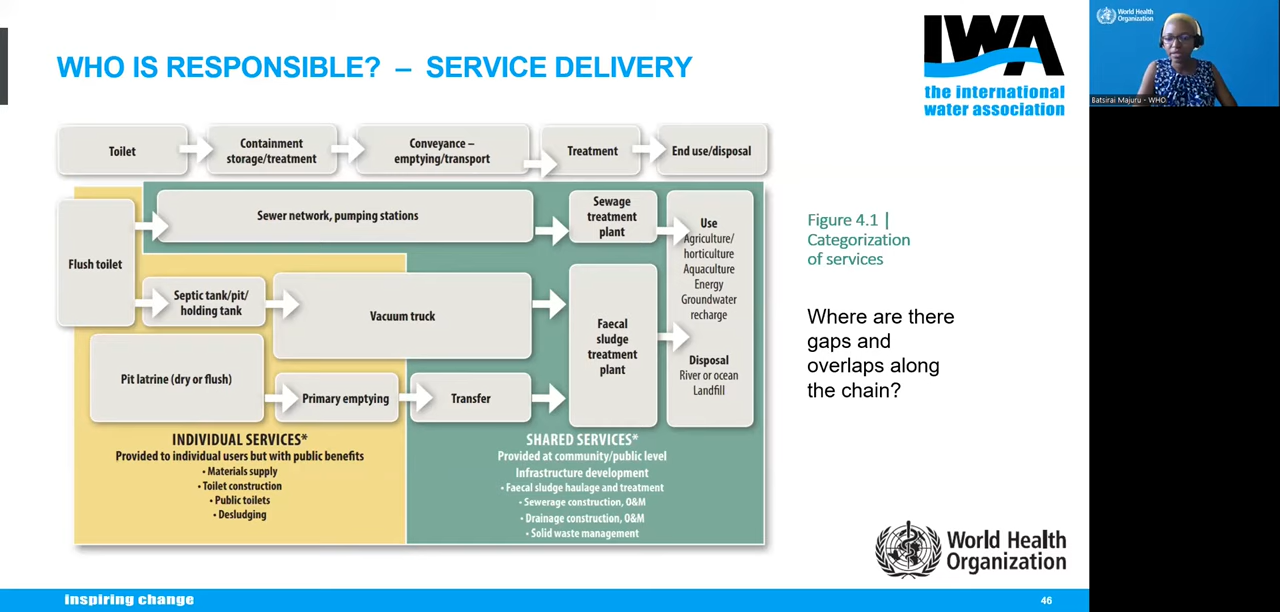 WHO IS RESPONSIBLE? – SERVICE DELIVERY
IWA
the international
water association
World Health
Organization
Batsirai Majuru - WHO
Toilet
Containment
storage/treatment
Conveyance –
emptying/transport
Treatment
End use/disposal
Flush toilet
Sewer network, pumping stations
Sewage
treatment
plant
Use
Agriculture/
horticulture
Aquaculture
Energy
Groundwater
recharge
Septic tank/pit/
holding tank
Vacuum truck
Faecal
sludge
treatment
plant
Disposal
River or ocean
Landfill
Pit latrine (dry or flush)
Primary emptying
Transfer
INDIVIDUAL SERVICES*
Provided to individual users but with public benefits
• Materials supply
• Toilet construction
• Public toilets
• Desludging
SHARED SERVICES*
Provided at community/public level
Infrastructure development
• Faecal sludge haulage and treatment
• Sewerage construction, O&M
• Drainage construction, O&M
• Solid waste management
Figure 4.1 |
Categorization
of services
Where are there
gaps and
overlaps along
the chain?
World Health
Organization
inspiring change
46